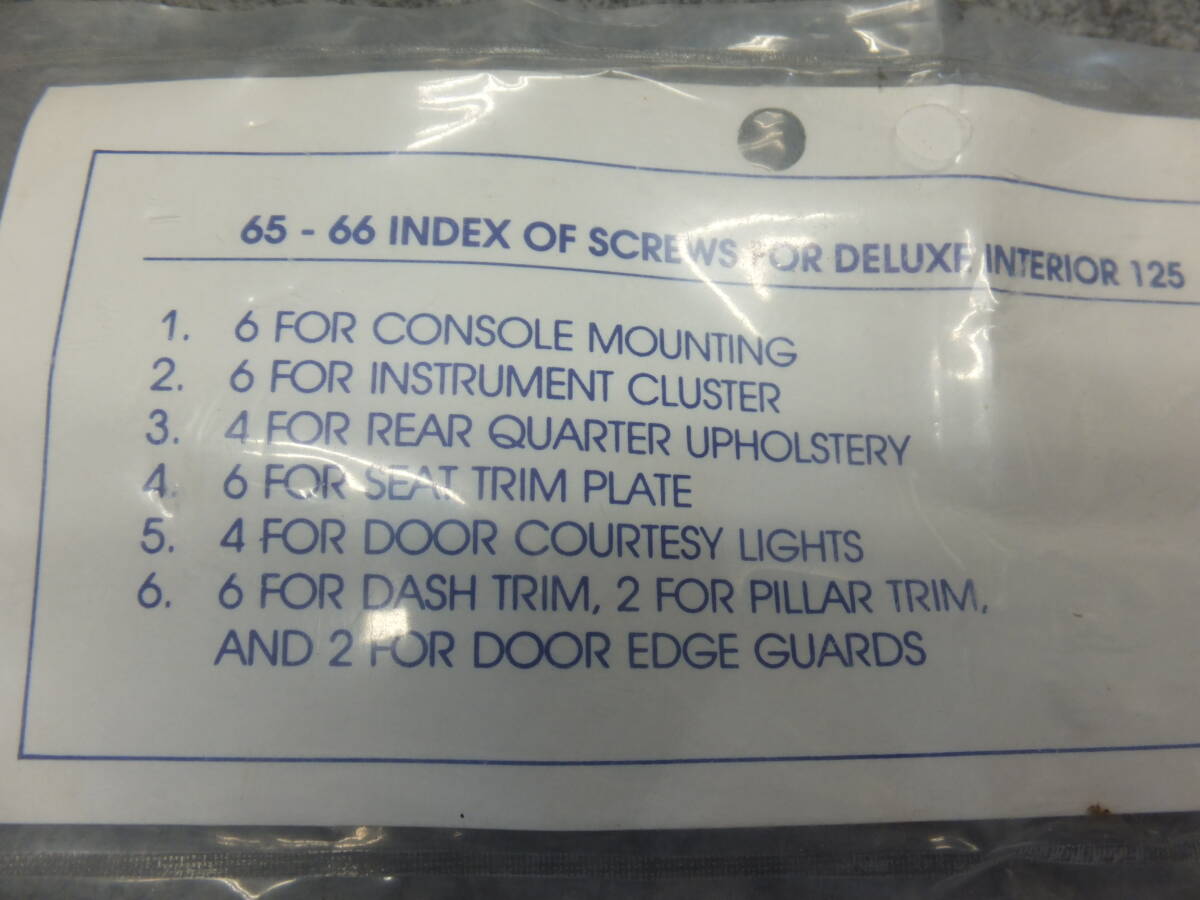 65 - 66 INDEX OF SCREWS FOR DELUXE INTERIOR 125
1. 6 FOR CONSOLE MOUNTING
2. 6 FOR INSTRUMENT CLUSTER
3. 4 FOR REAR QUARTER UPHOLSTERY
4. 6 FOR SEAT TRIM PLATE
5. 4 FOR DOOR COURTESY LIGHTS
6. 6 FOR DASH TRIM, 2 FOR PILLAR TRIM,
AND 2 FOR DOOR EDGE GUARDS